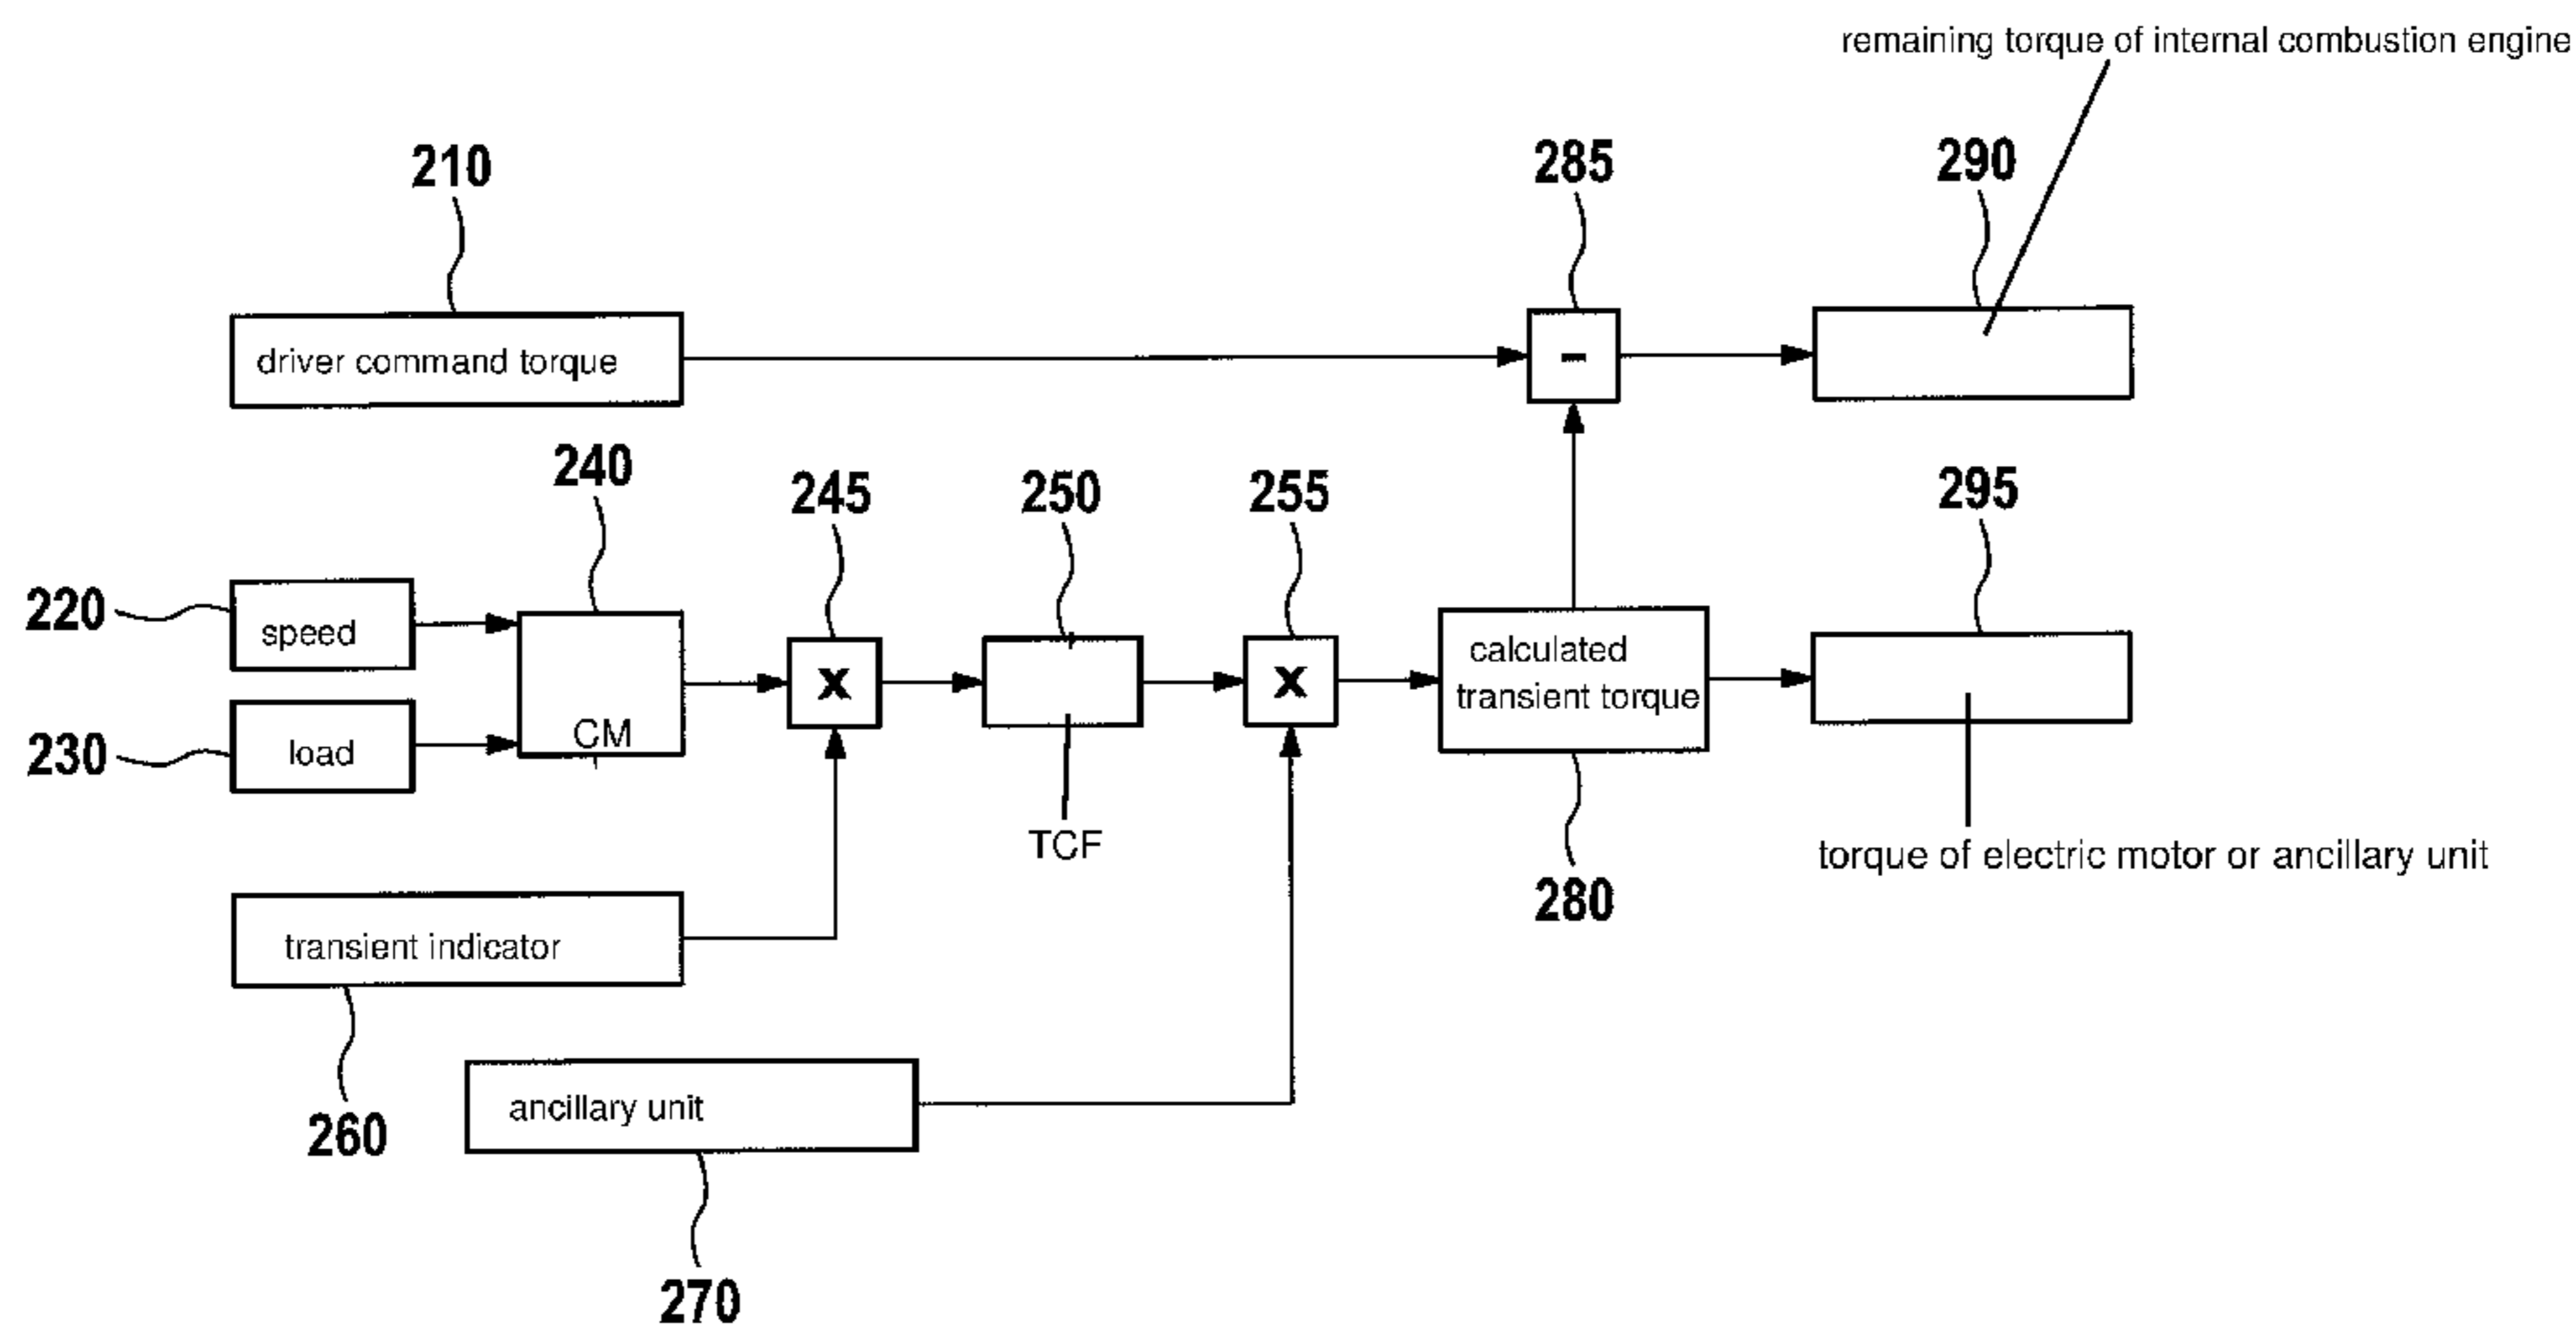 remaining torque of internal combustion engine
210
285
290
driver command torque
-
240
245
250
255
295
220
speed
x
x
calculated
transient torque
CM
230
load
TCF
torque of electric motor or ancillary unit
280
transient indicator
260
ancillary unit
270